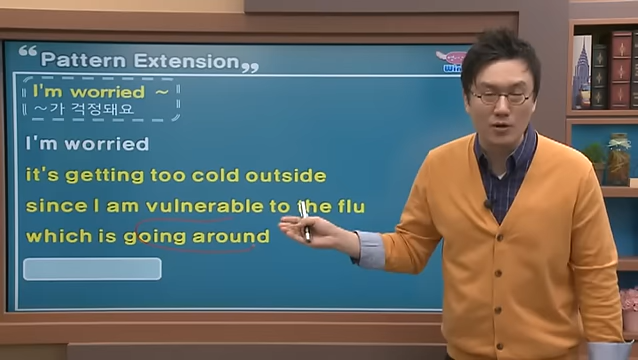 “Pattern Extension„
I'm worried ~
~가 걱정돼요
I'm worried
it's getting too cold outside
since I am vulnerable to the flu
which is going around